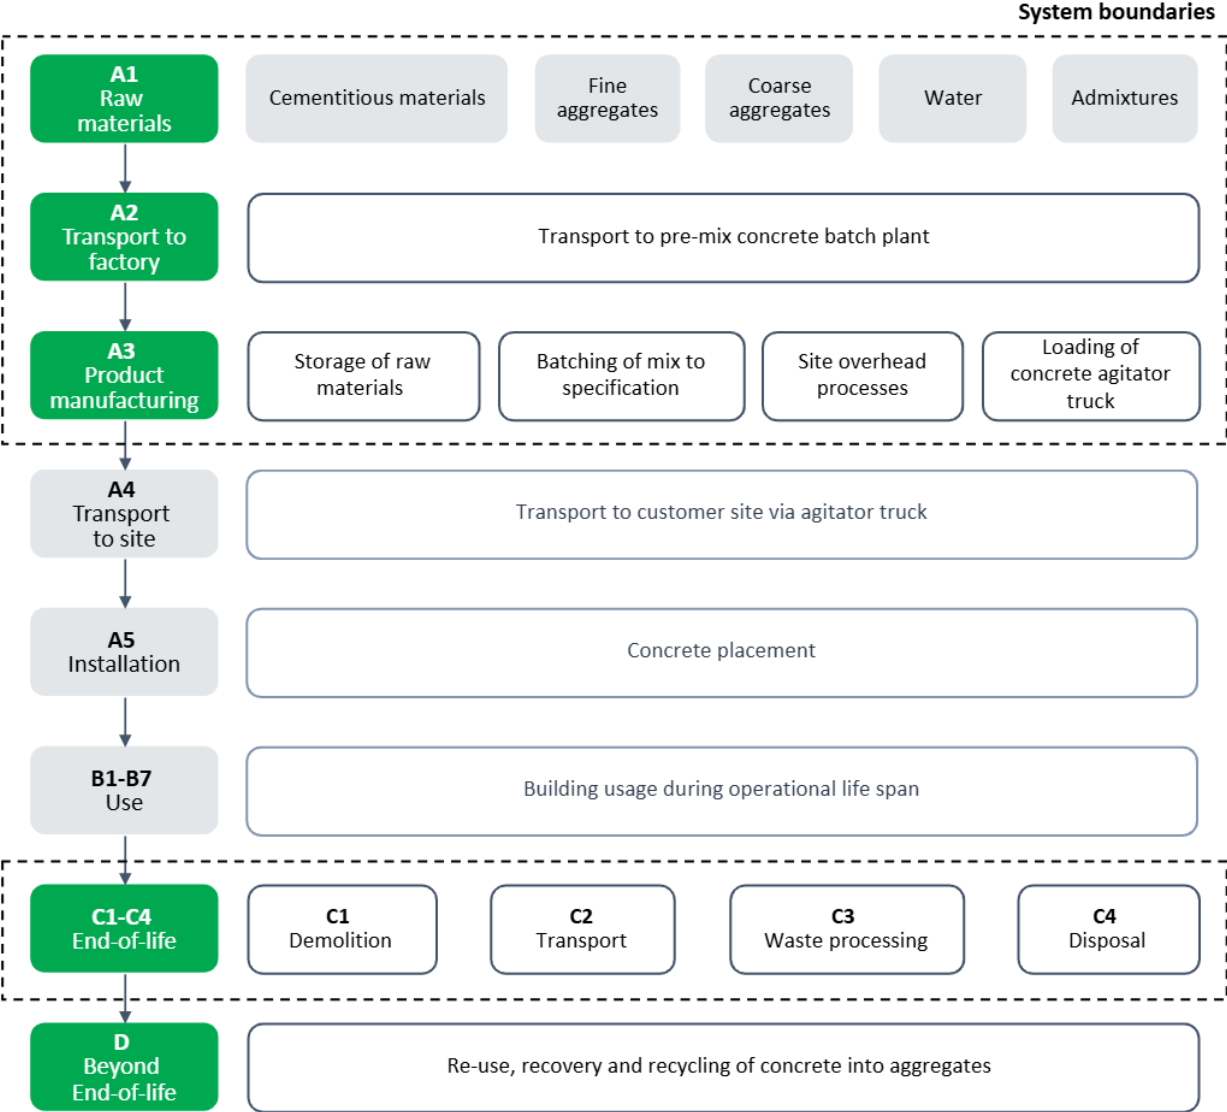 System boundaries
A1
Raw
materials
Cementitious materials
Fine
aggregates
Coarse
aggregates
Water
Admixtures
A2
Transport to
factory
Transport to pre-mix concrete batch plant
A3
Product
manufacturing
Storage of raw
materials
Batching of mix to
specification
Site overhead
processes
Loading of
concrete agitator
truck
A4
Transport
to site
Transport to customer site via agitator truck
A5
Installation
Concrete placement
B1-B7
Use
Building usage during operational life span
C1-C4
End-of-life
C1
Demolition
C2
Transport
C3
Waste processing
C4
Disposal
D
Beyond
End-of-life
Re-use, recovery and recycling of concrete into aggregates